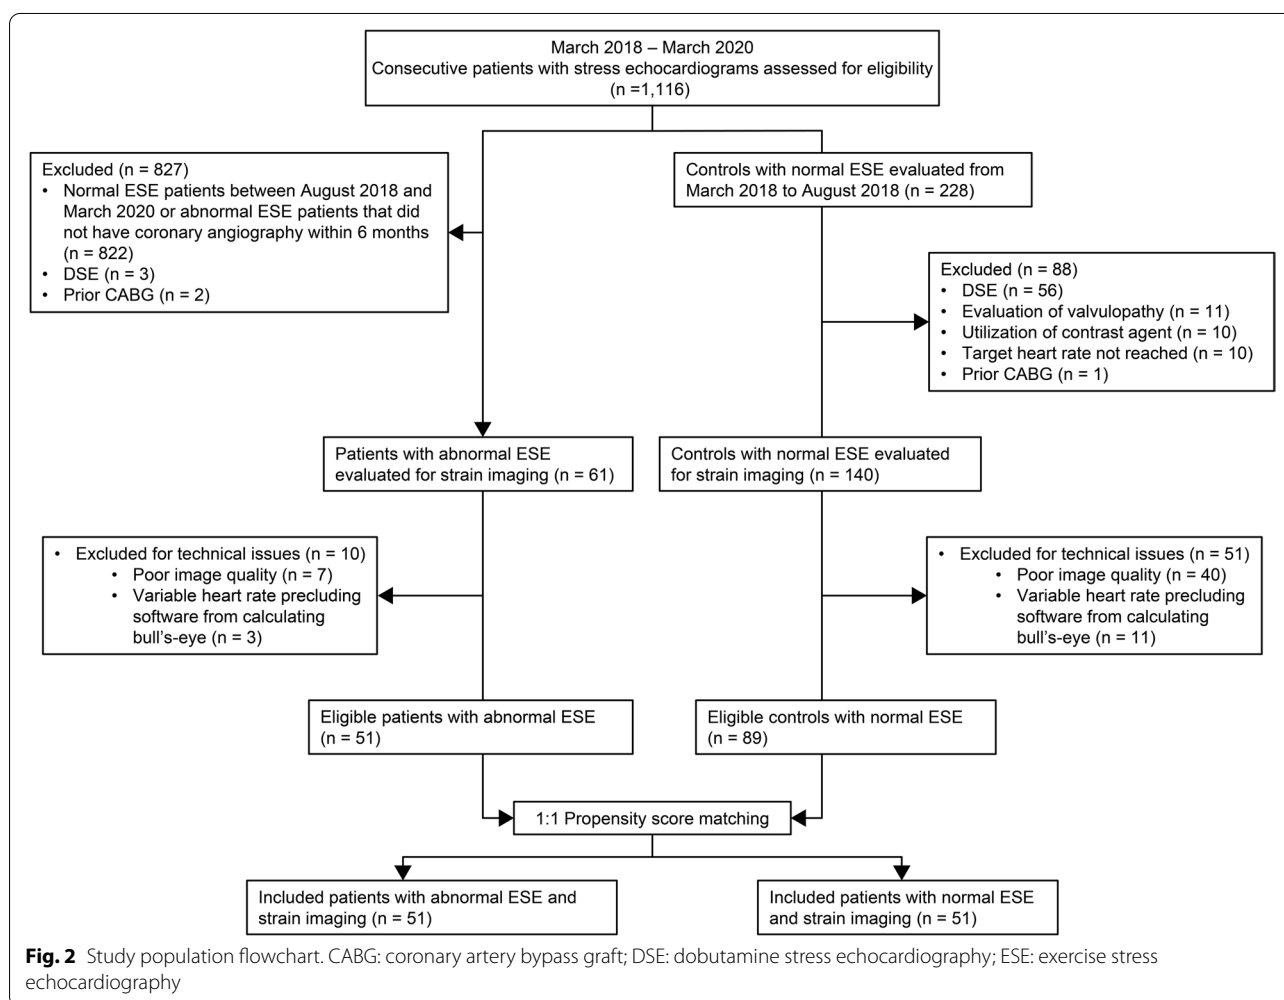 March 2018 – March 2020
Consecutive patients with stress echocardiograms assessed for eligibility
(n =1,116)
Excluded (n = 827)
• Normal ESE patients between August 2018 and
March 2020 or abnormal ESE patients that did
not have coronary angiography within 6 months
(n = 822)
• DSE (n = 3)
• Prior CABG (n = 2)
Controls with normal ESE evaluated from
March 2018 to August 2018 (n = 228)
Excluded (n = 88)
• DSE (n = 56)
• Evaluation of valvulopathy (n = 11)
• Utilization of contrast agent (n = 10)
• Target heart rate not reached (n = 10)
• Prior CABG (n = 1)
Patients with abnormal ESE
evaluated for strain imaging (n = 61)
Controls with normal ESE evaluated
for strain imaging (n = 140)
• Excluded for technical issues (n = 10)
• Poor image quality (n = 7)
• Variable heart rate precluding
software from calculating
bull's-eye (n = 3)
• Excluded for technical issues (n = 51)
• Poor image quality (n = 40)
• Variable heart rate precluding
software from calculating
bull's-eye (n = 11)
Eligible patients with abnormal ESE
(n = 51)
Eligible controls with normal ESE
(n = 89)
1:1 Propensity score matching
Included patients with abnormal ESE and
strain imaging (n = 51)
Included patients with normal ESE
and strain imaging (n = 51)
Fig. 2 Study population flowchart. CABG: coronary artery bypass graft; DSE: dobutamine stress echocardiography; ESE: exercise stress
echocardiography